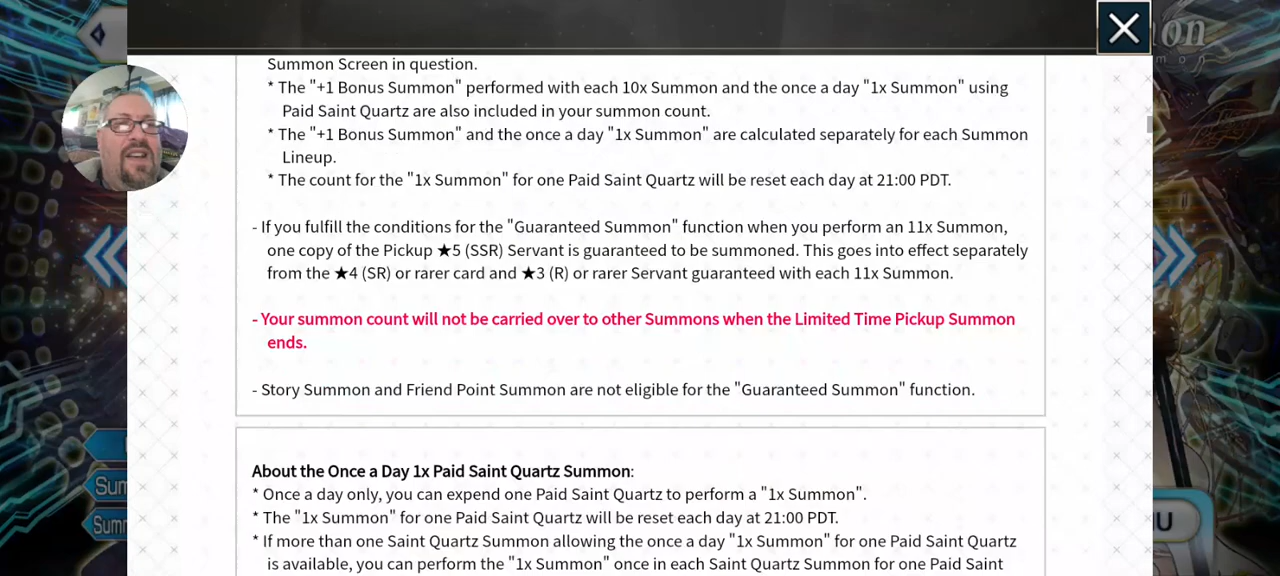 on
Summon Screen in question.
* The "+1 Bonus Summon" performed with each 10x Summon and the once a day "1x Summon" using
Paid Saint Quartz are also included in your summon count.
* The "+1 Bonus Summon" and the once a day "1x Summon" are calculated separately for each Summon
Lineup.
* The count for the "1x Summon" for one Paid Saint Quartz will be reset each day at 21:00 PDT.
- If you fulfill the conditions for the "Guaranteed Summon" function when you perform an 11x Summon,
one copy of the Pickup ★5 (SSR) Servant is guaranteed to be summoned. This goes into effect separately
from the ★4 (SR) or rarer card and ★3 (R) or rarer Servant guaranteed with each 11x Summon.
- Your summon count will not be carried over to other Summons when the Limited Time Pickup Summon
ends.
- Story Summon and Friend Point Summon are not eligible for the "Guaranteed Summon" function.
About the Once a Day 1x Paid Saint Quartz Summon:
* Once a day only, you can expend one Paid Saint Quartz to perform a "1x Summon".
* The "1x Summon" for one Paid Saint Quartz will be reset each day at 21:00 PDT.
* If more than one Saint Quartz Summon allowing the once a day "1x Summon" for one Paid Saint Quartz
is available, you can perform the "1x Summon" once in each Saint Quartz Summon for one Paid Saint
Sum
Summ
U